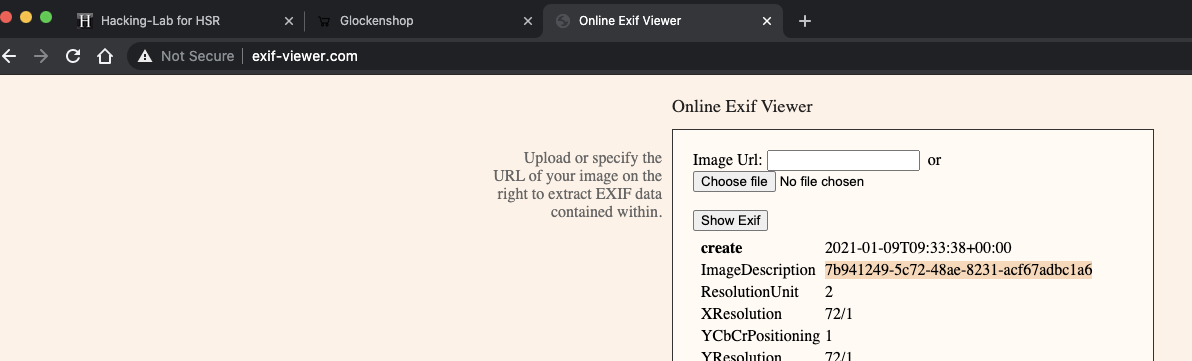 Hacking-Lab for HSR
Glockenshop
Online Exif Viewer
Not Secure
exif-viewer.com
Online Exif Viewer
Upload or specify the
URL of your image on the
right to extract EXIF data
contained within.
Image Url: or
Choose file No file chosen
Show Exif
create 2021-01-09T09:33:38+00:00
ImageDescription 7b941249-5c72-48ae-8231-acf67adbc1a6
ResolutionUnit 2
XResolution 72/1
YCbCrPositioning 1
YResolution 72/1